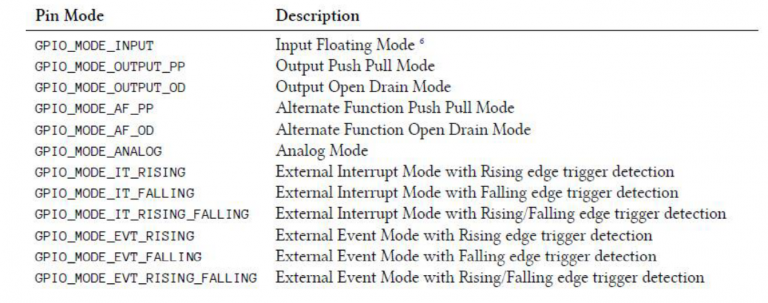 Pin Mode Description
GPIO_MODE_INPUT Input Floating Mode 6
GPIO_MODE_OUTPUT_PP Output Push Pull Mode
GPIO_MODE_OUTPUT_OD Output Open Drain Mode
GPIO_MODE_AF_PP Alternate Function Push Pull Mode
GPIO_MODE_AF_OD Alternate Function Open Drain Mode
GPIO_MODE_ANALOG Analog Mode
GPIO_MODE_IT_RISING External Interrupt Mode with Rising edge trigger detection
GPIO_MODE_IT_FALLING External Interrupt Mode with Falling edge trigger detection
GPIO_MODE_IT_RISING_FALLING External Interrupt Mode with Rising/Falling edge trigger detection
GPIO_MODE_EVT_RISING External Event Mode with Rising edge trigger detection
GPIO_MODE_EVT_FALLING External Event Mode with Falling edge trigger detection
GPIO_MODE_EVT_RISING_FALLING External Event Mode with Rising/Falling edge trigger detection